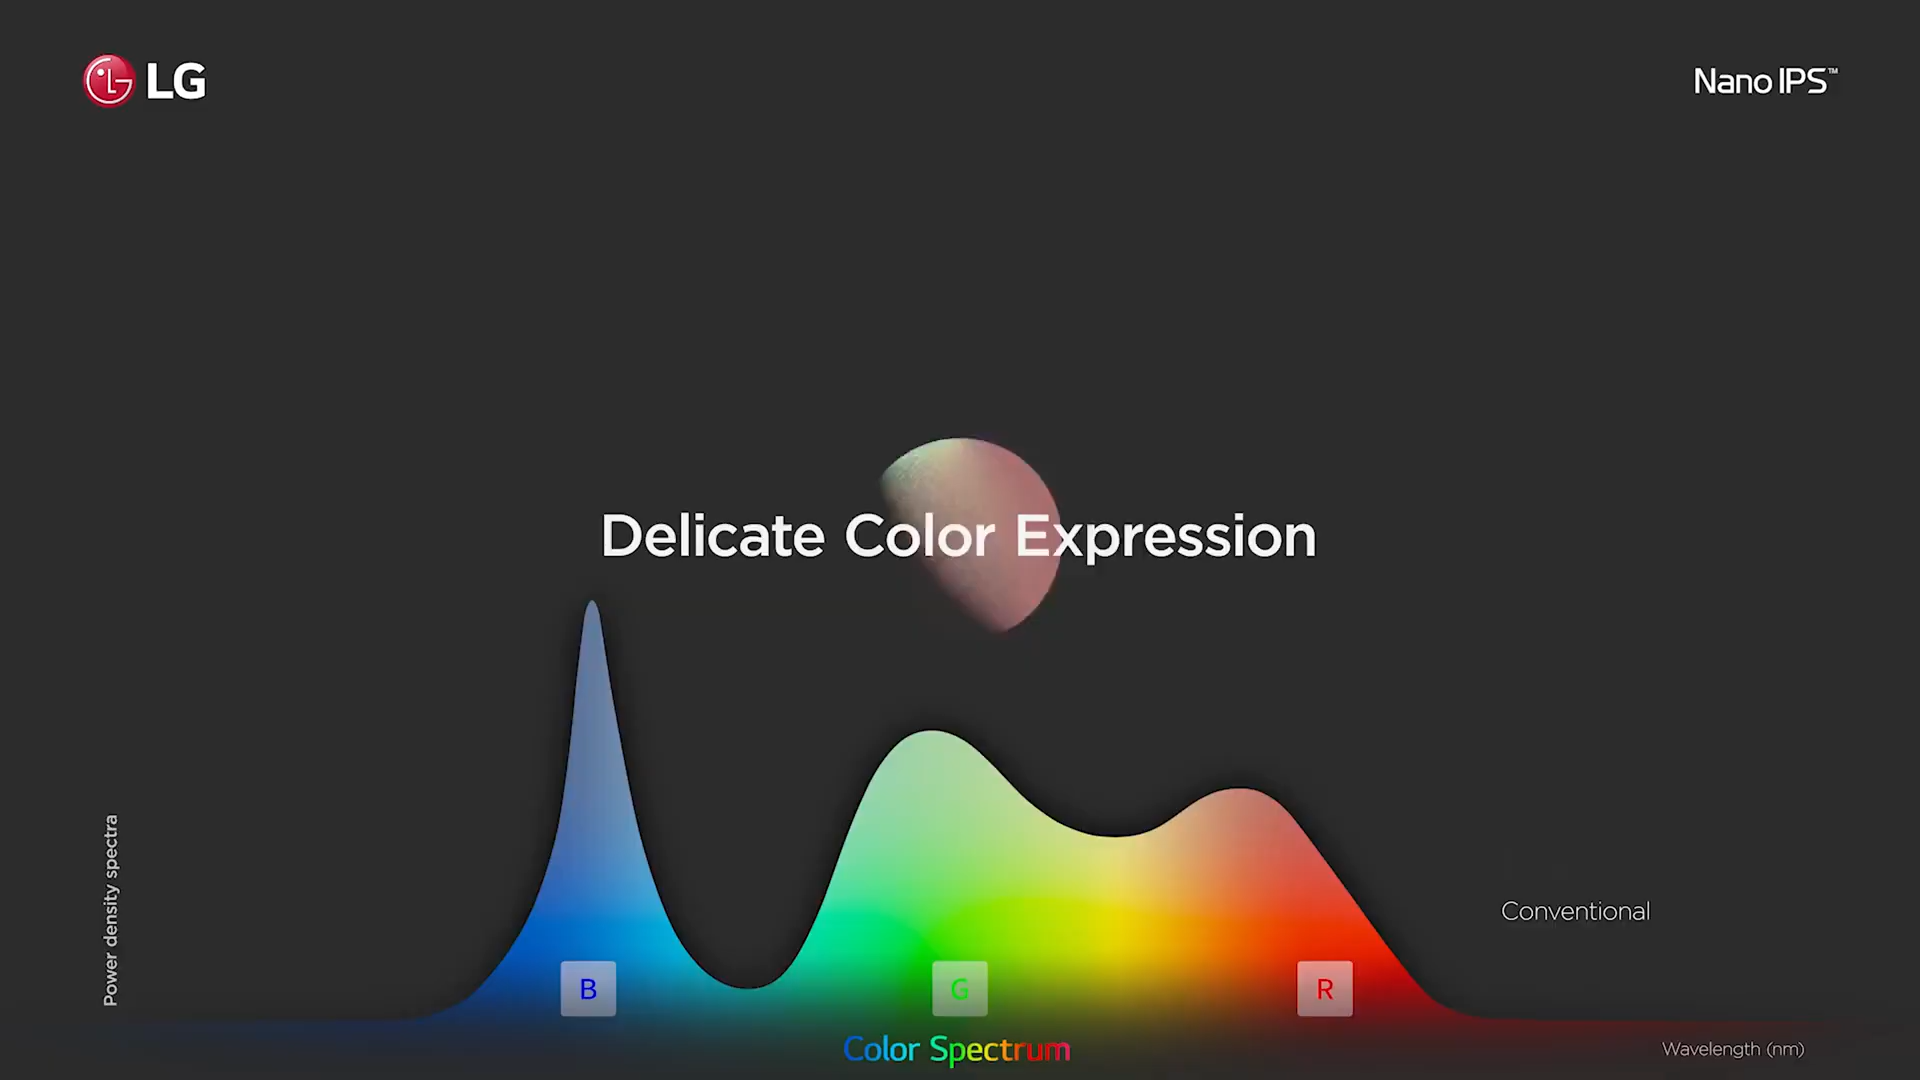 LG
Nano IPS™
Delicate Color Expression
Power density spectra
Conventional
B
G
R
Color Spectrum
Wavelength (nm)